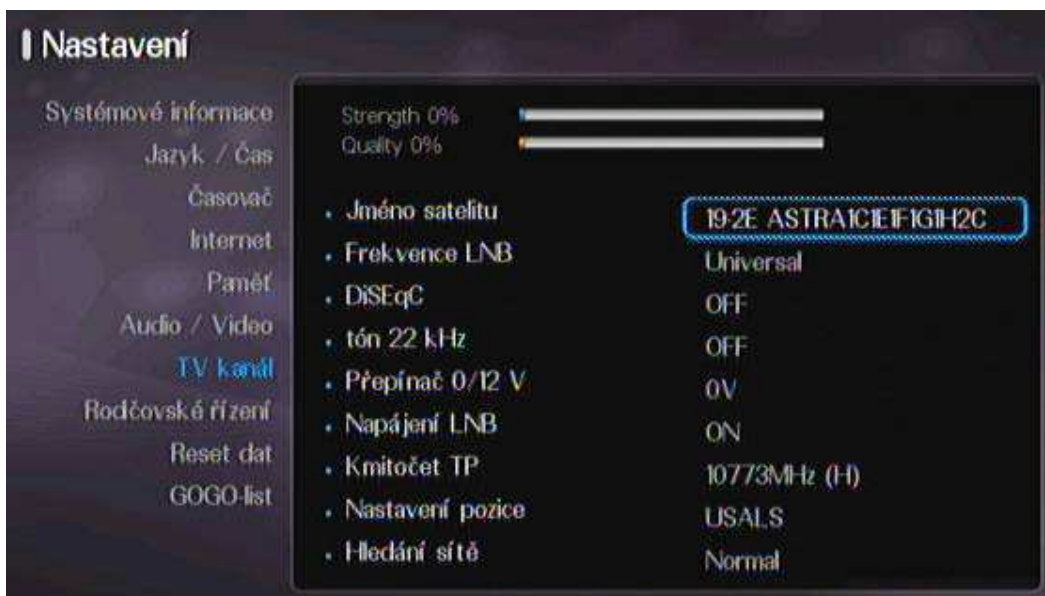 Nastavení
Systémové informace
Jazyk / Čas
Časovač
Internet
Paměť
Audio / Video
TV kanál
Rodičovské řízení
Reset dat
GOGO-list
Strength 0%
Quality 0%
Jméno satelitu 19.2E ASTRA1C1E1F1G1H2C
Frekvence LNB Universal
DiSEqC OFF
tón 22 kHz OFF
Přepínač 0/12 V 0V
Napájení LNB ON
Kmitočet TP 10773MHz (H)
Nastavení pozice USALS
Hledání sítě Normal